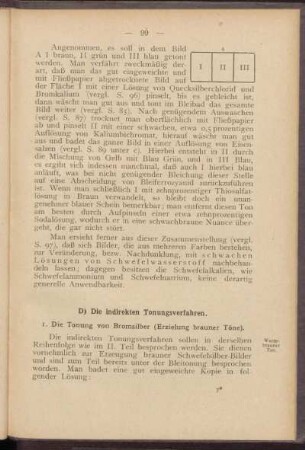 — 99 —
Angenommen, es soll in dem Bild
A I braun, II grün und III blau getont
werden. Man verfährt zweckmäßig der-
art, daß man das gut eingeweichte und
mit Fließpapier abgetrocknete Bild auf
I II III
der Fläche I mit einer Lösung von Quecksilberchlorid und
Bromkalium (vergl. S. 96) pinselt, bis es gebleicht ist,
dann wäscht man gut aus und tont im Bleibad das gesamte
Bild weiter (vergl. S. 85). Nach genügendem Auswaschen
(vergl. S. 87) trocknet man oberflächlich mit Fließpapier ab
und pinselt II mit einer schwachen, etwa 0,5 prozentigen
Auflösung von Kaliumbichromat, hierauf wäscht man gut
aus und badet das ganze Bild in einer Auflösung von Eisen-
salzen (vergl. S. 89 unter c). Hierbei entsteht in II durch
die Mischung von Gelb mit Blau Grün, und in III Blau,
es ergibt sich indessen manchmal, daß auch I hierbei blau
anläuft, was bei nicht genügender Bleichung dieser Stelle
auf eine Abscheidung von Bleiferrozyanid zurückzuführen
ist. Wenn man schließlich I mit zehnprozentiger Thiosulfat-
lösung in Braun verwandelt, so bleibt doch ein unan-
genehmer blauer Schein bemerkbar; man entfernt diesen Ton
am besten durch Aufpinseln einer etwa zehnprozentigen
Sodalösung, wodurch er in eine schwarzbraune Nuance über-
geht, die gar nicht stört.
Man ersieht ferner aus dieser Zusammenstellung (vergl.
S. 97), daß sich Bilder, die aus mehreren Farben bestehen,
zur Veränderung, bezw. Nachdunklung, mit schwachen
Lösungen von Schwefelwasserstoff nachbehan-
deln lassen; dagegen besitzen die Schwefelalkalien, wie
Schwefelammonium und Schwefelnatrium, keine derartig
generelle Anwendbarkeit.
D) Die indirekten Tonungsverfahren.
1. Die Tonung von Bromsilber (Erzielung brauner Töne).
Die indirekten Tonungsverfahren sollen in derselben
Reihenfolge wie im II. Teil besprochen werden. Sie dienen
vornehmlich zur Erzeugung brauner Schwefelsilber-Bilder
und sind zum Teil bereits unter der Bleitonung besprochen
worden. Man badet eine gut eingeweichte Kopie in fol-
gender Lösung:
Warm-
brauner
Ton.
7*